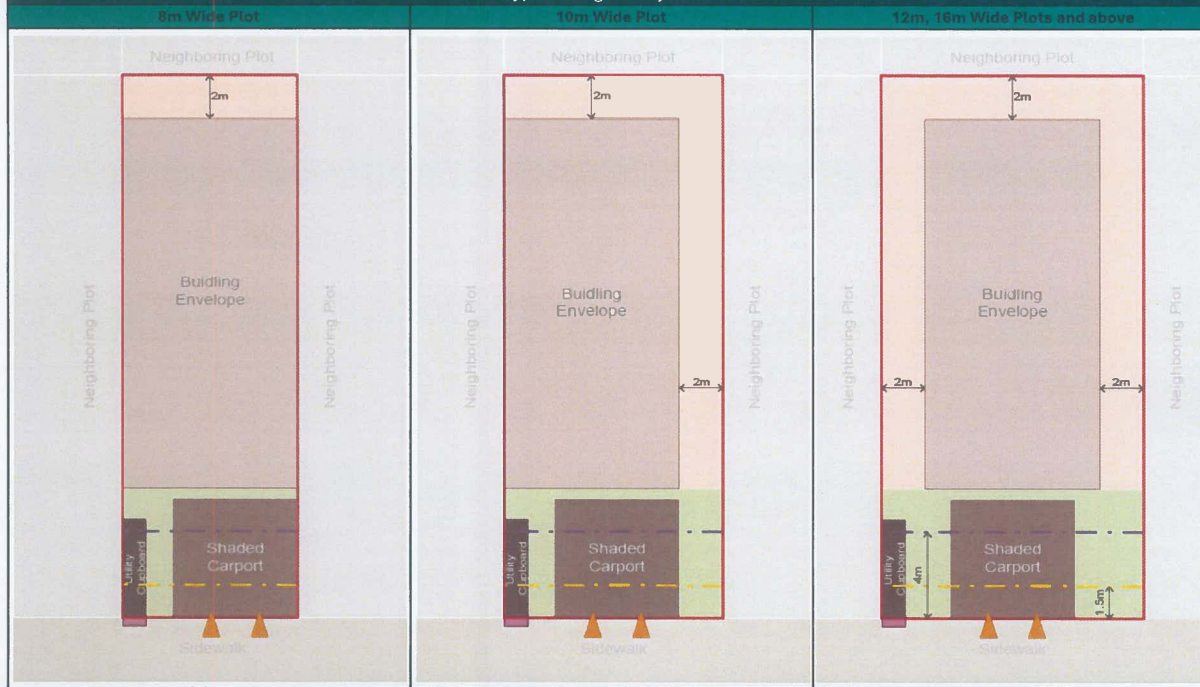 8m Wide Plot
10m Wide Plot
12m, 16m Wide Plots and above
Neighboring Plot
2m
Buidling
Envelope
Neighboring Plot
Neighboring Plot
Utility
Cupboard
Shaded
Carport
Sidewalk
Neighboring Plot
2m
Buidling
Envelope
Neighboring Plot
Neighboring Plot
2m
Utility
Cupboard
Shaded
Carport
Sidewalk
Neighboring Plot
2m
Buidling
Envelope
Neighboring Plot
Neighboring Plot
2m
2m
Utility
Cupboard
4m
Shaded
Carport
1.5m
Sidewalk